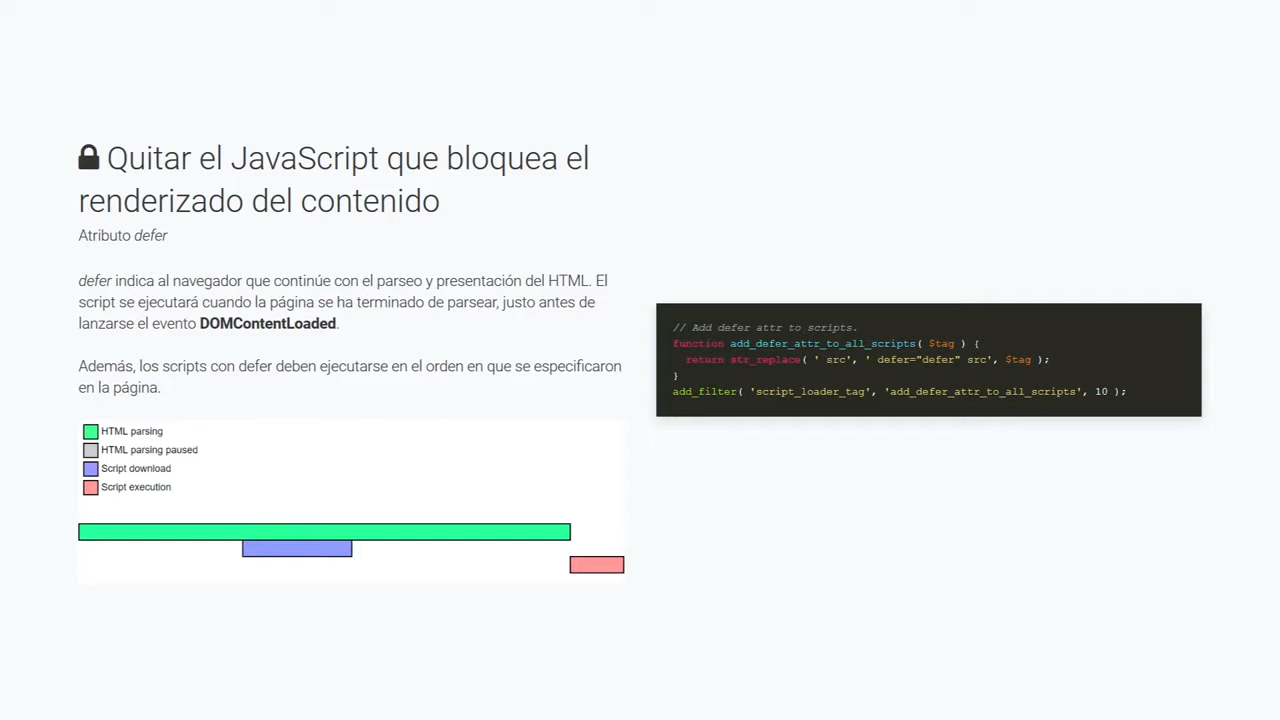 Quitar el JavaScript que bloquea el
renderizado del contenido
Atributo defer
defer indica al navegador que continúe con el parseo y presentación del HTML. El
script se ejecutará cuando la página se ha terminado de parsear, justo antes de
lanzarse el evento DOMContentLoaded.
Además, los scripts con defer deben ejecutarse en el orden en que se especificaron
en la página.
HTML parsing
HTML parsing paused
Script download
Script execution
// Add defer attr to scripts.
function add_defer_attr_to_all_scripts( $tag ) {
  return str_replace( ' src', ' defer="defer" src', $tag );
}
add_filter( 'script_loader_tag', 'add_defer_attr_to_all_scripts', 10 );